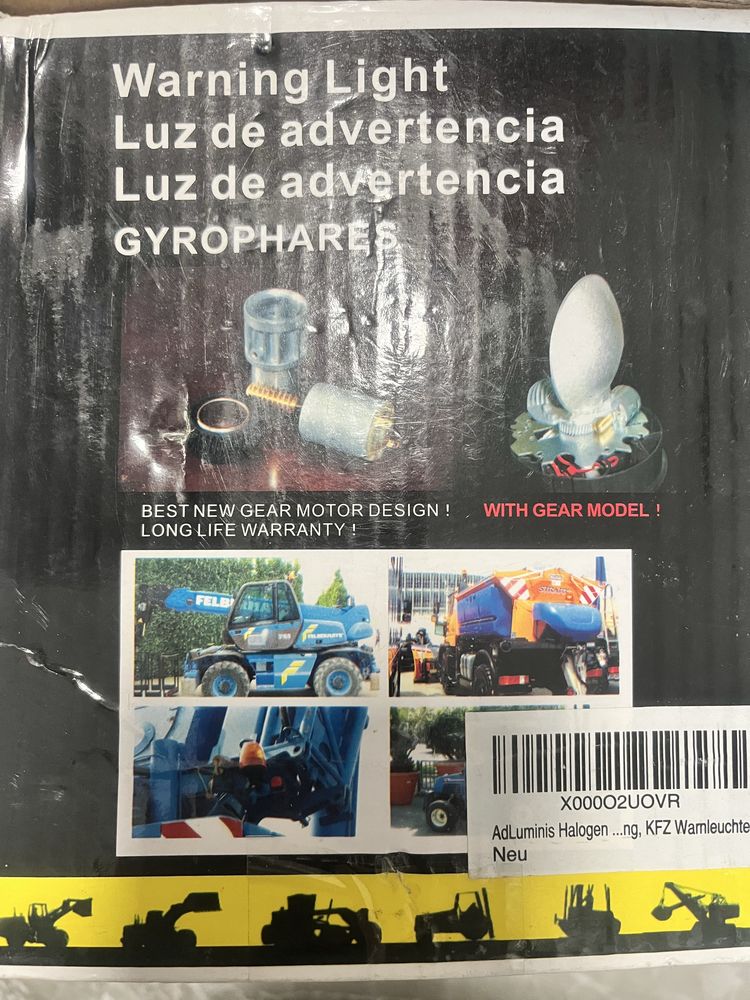 Warning Light
Luz de advertencia
Luz de advertencia
GYROPHARES
BEST NEW GEAR MOTOR DESIGN !
LONG LIFE WARRANTY !
WITH GEAR MODEL !
X000O2UOVR
AdLuminis Halogen ...ng, KFZ Warnleuchte
Neu